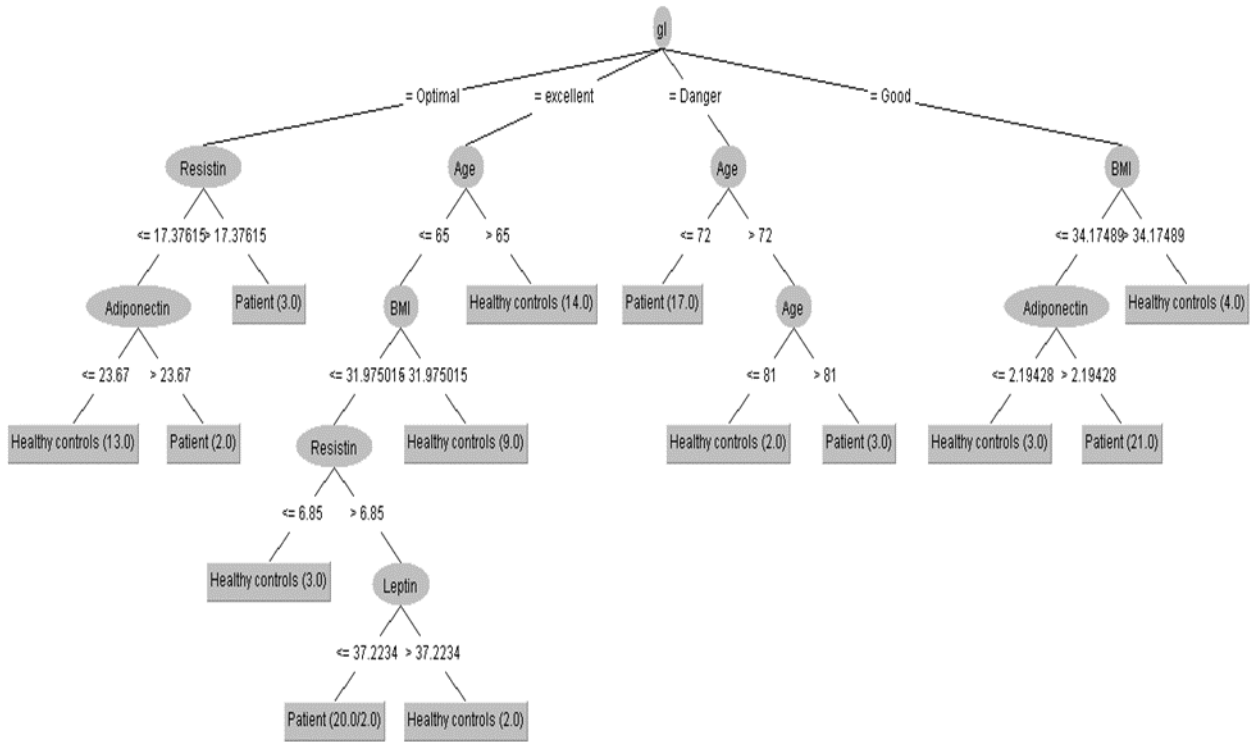 gl
= Optimal = excellent = Danger = Good
Resistin Age Age BMI
<= 17.37615 > 17.37615 <= 65 > 65 <= 72 > 72 <= 34.17489 > 34.17489
Adiponectin Patient (3.0) BMI Healthy controls (14.0) Patient (17.0) Age Adiponectin Healthy controls (4.0)
<= 23.67 > 23.67 <= 31.975015 > 31.975015 <= 81 > 81 <= 2.19428 > 2.19428
Healthy controls (13.0) Patient (2.0) Resistin Healthy controls (9.0) Healthy controls (2.0) Patient (3.0) Healthy controls (3.0) Patient (21.0)
<= 6.85 > 6.85
Healthy controls (3.0) Leptin
<= 37.2234 > 37.2234
Patient (20.0/2.0) Healthy controls (2.0)